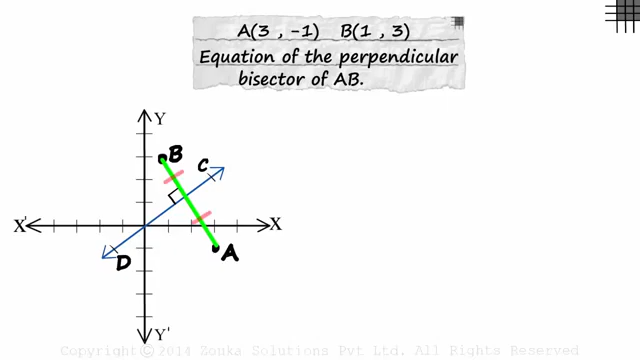 A(3 , -1)   B(1 , 3)
Equation of the perpendicular
bisector of AB.
Y
B
C
X'
X
A
D
Y'
Copyright©2014 Zouka Solutions Pvt Ltd. All Rights Reserved